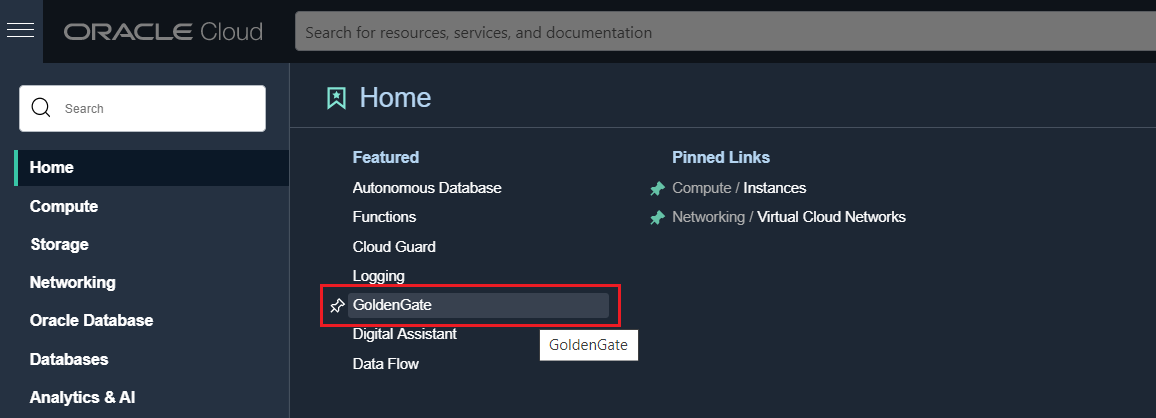 ORACLE Cloud
Search for resources, services, and documentation
Search
Home
Compute
Storage
Networking
Oracle Database
Databases
Analytics & AI
Home
Featured
Autonomous Database
Functions
Cloud Guard
Logging
GoldenGate
Digital Assistant
Data Flow
GoldenGate
Pinned Links
Compute / Instances
Networking / Virtual Cloud Networks